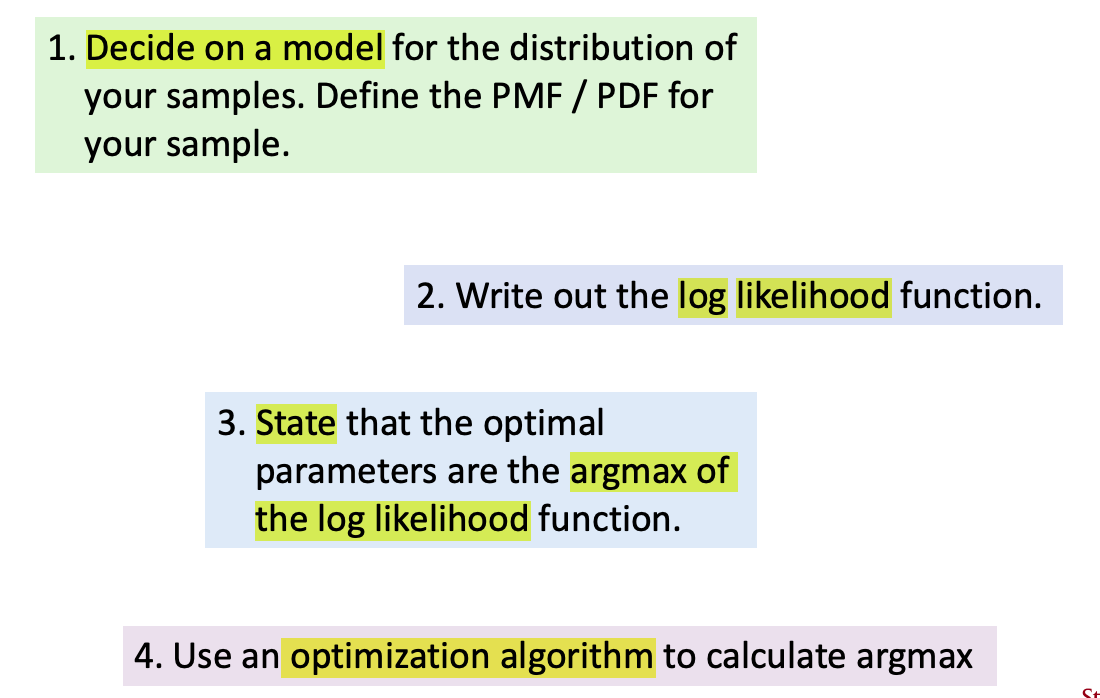 1. Decide on a model for the distribution of
your samples. Define the PMF / PDF for
your sample.
2. Write out the log likelihood function.
3. State that the optimal
parameters are the argmax of
the log likelihood function.
4. Use an optimization algorithm to calculate argmax